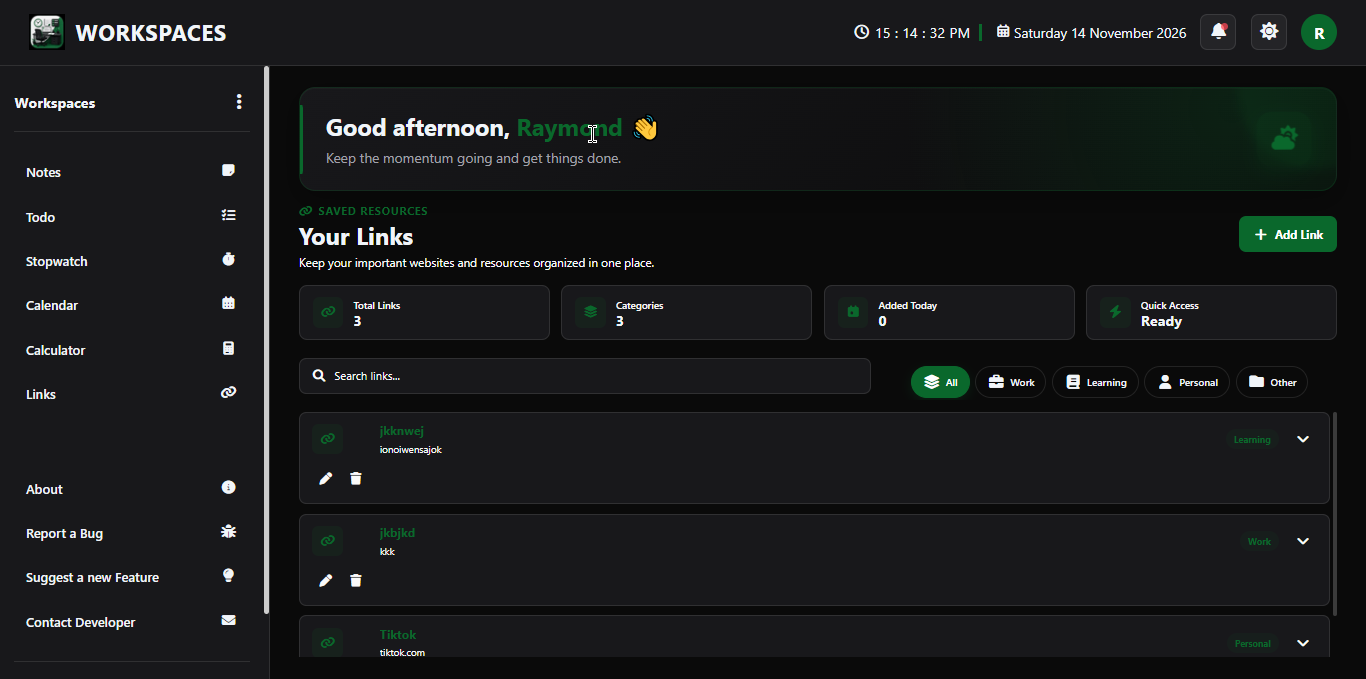 WORKSPACES
15 : 14 : 32 PM
Saturday 14 November 2026
R
Workspaces
Notes
Todo
Stopwatch
Calendar
Calculator
Links
About
Report a Bug
Suggest a new Feature
Contact Developer
Good afternoon, Raymond 👋
Keep the momentum going and get things done.
SAVED RESOURCES
Your Links
Keep your important websites and resources organized in one place.
+ Add Link
Total Links
3
Categories
3
Added Today
0
Quick Access
Ready
Search links...
All
Work
Learning
Personal
Other
jkknwej
ionoiwensajok
Learning
jkbjkd
kkk
Work
Tiktok
tiktok.com
Personal